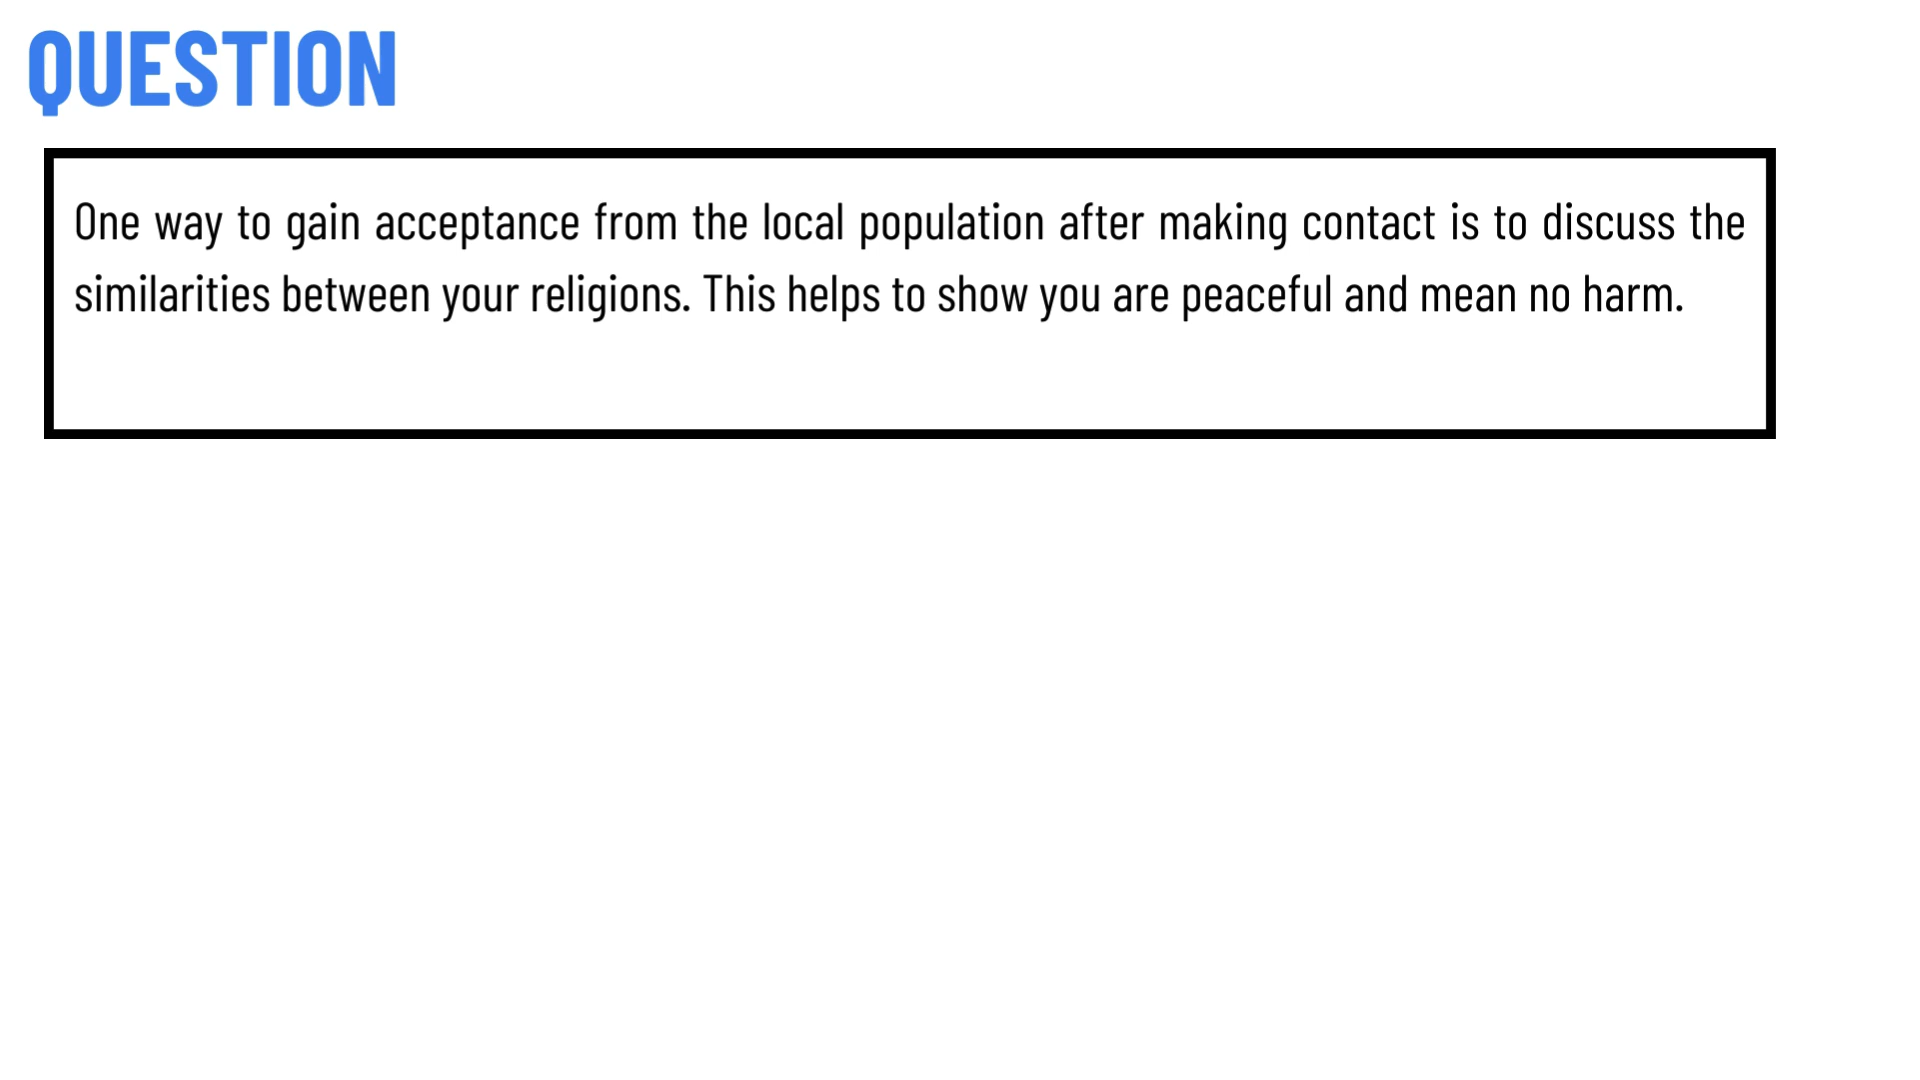 QUESTION
One way to gain acceptance from the local population after making contact is to discuss the
similarities between your religions. This helps to show you are peaceful and mean no harm.